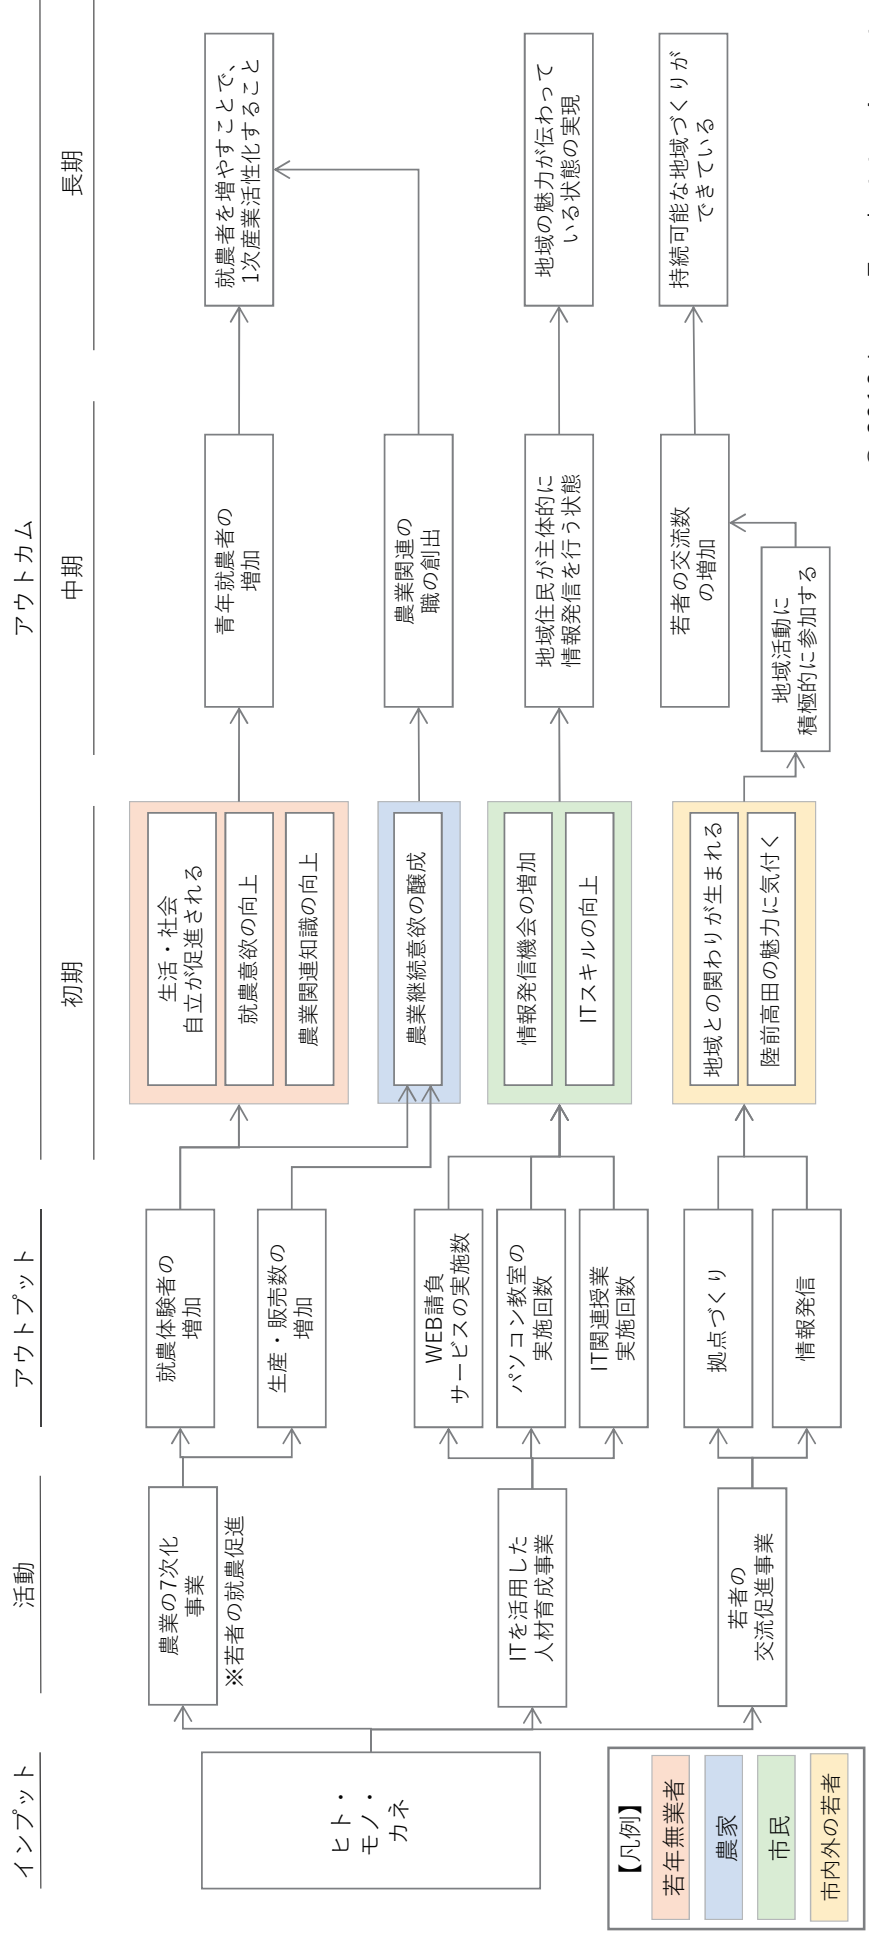 アウトカム
インプット
活動
アウトプット
初期
中期
長期
ヒト・
モノ・
カネ
農業の7次化
事業
※若者の就農促進
ITを活用した
人材育成事業
若者の
交流促進事業
就農体験者の
増加
生産・販売数の
増加
WEB請負
サービスの実施数
パソコン教室の
実施回数
IT関連授業
実施回数
拠点づくり
情報発信
生活・社会
自立が促進される
就農意欲の向上
農業関連知識の向上
農業継続意欲の醸成
情報発信機会の増加
ITスキルの向上
地域との関わりが生まれる
陸前高田の魅力に気付く
青年就農者の
増加
農業関連の
職の創出
地域住民が主体的に
情報発信を行う状態
若者の交流数
の増加
地域活動に
積極的に参加する
就農者を増やすことで、
1次産業活性化すること
地域の魅力が伝わって
いる状態の実現
持続可能な地域づくりが
できている
【凡例】
若年無業者
農家
市民
市内外の若者